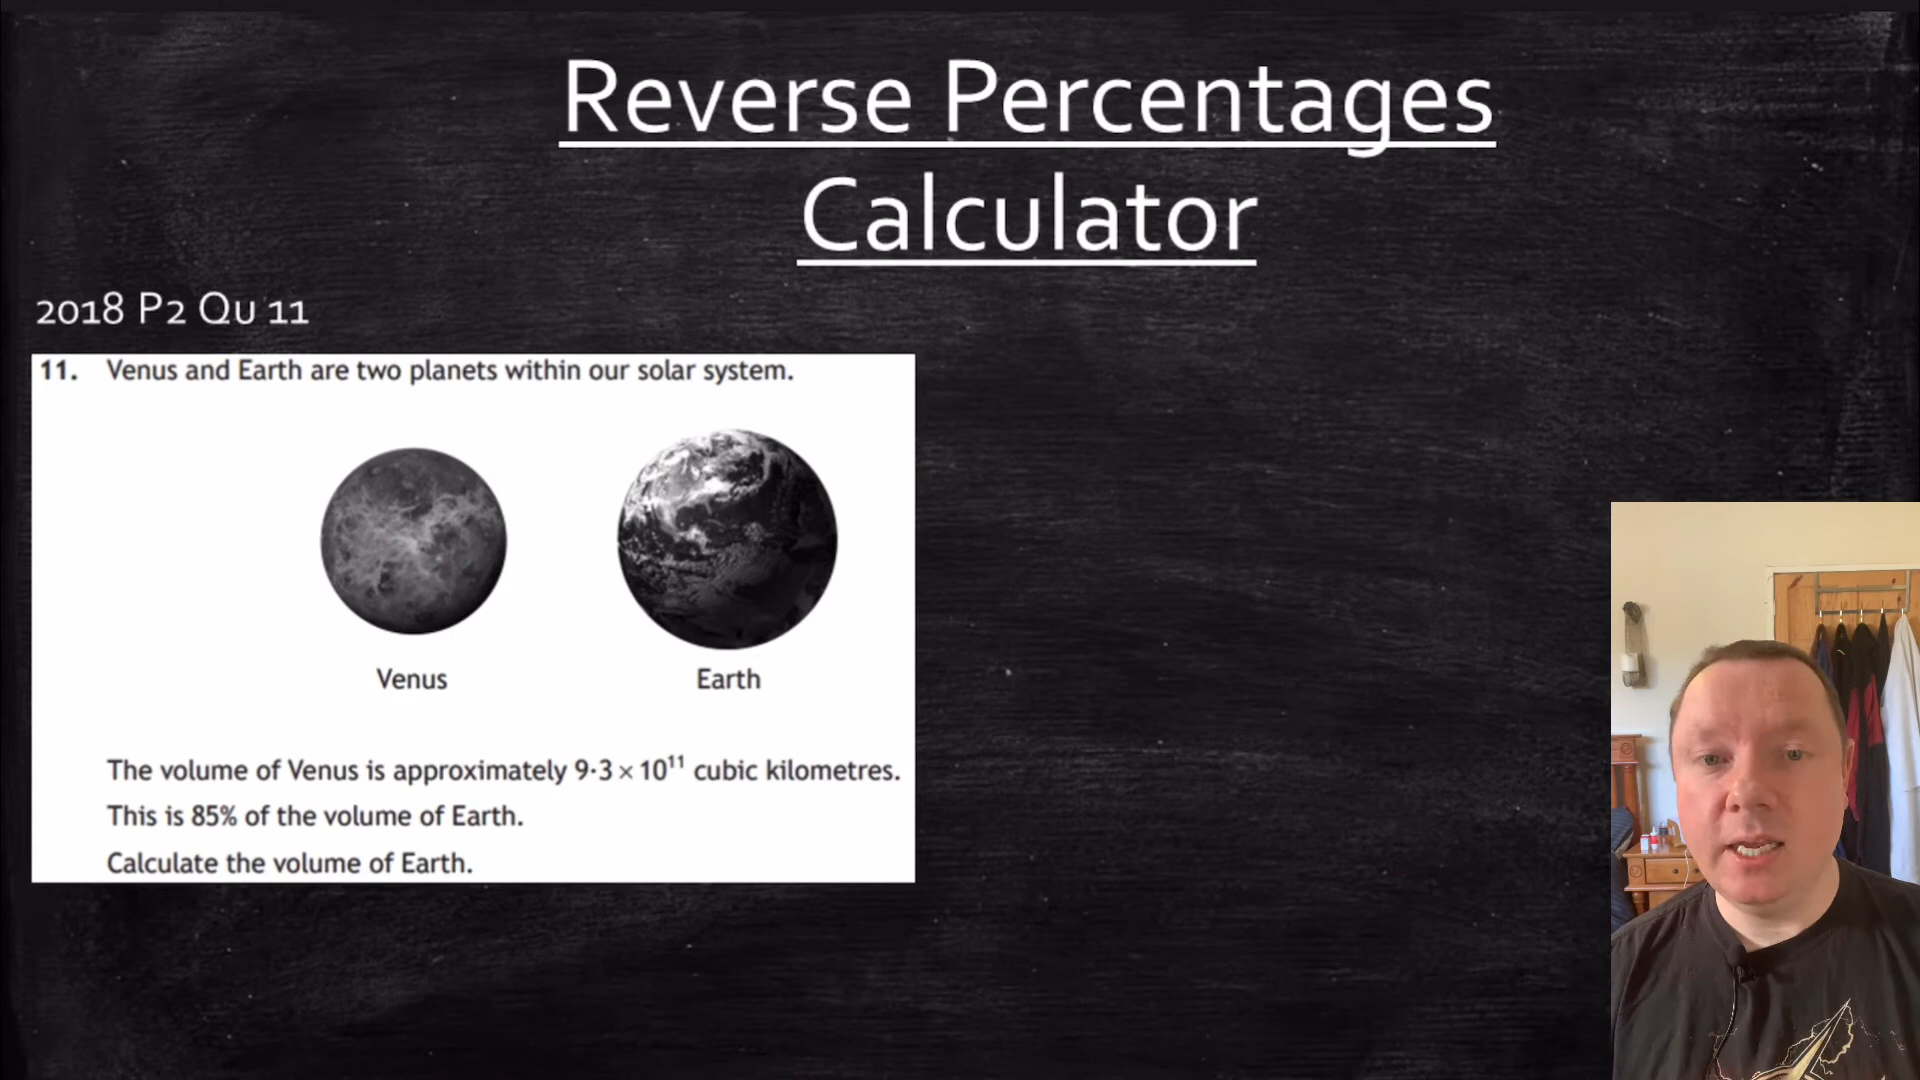 Reverse Percentages
Calculator
2018 P2 Qu 11
11. Venus and Earth are two planets within our solar system.
Venus
Earth
The volume of Venus is approximately 9·3 × 10¹¹ cubic kilometres.
This is 85% of the volume of Earth.
Calculate the volume of Earth.